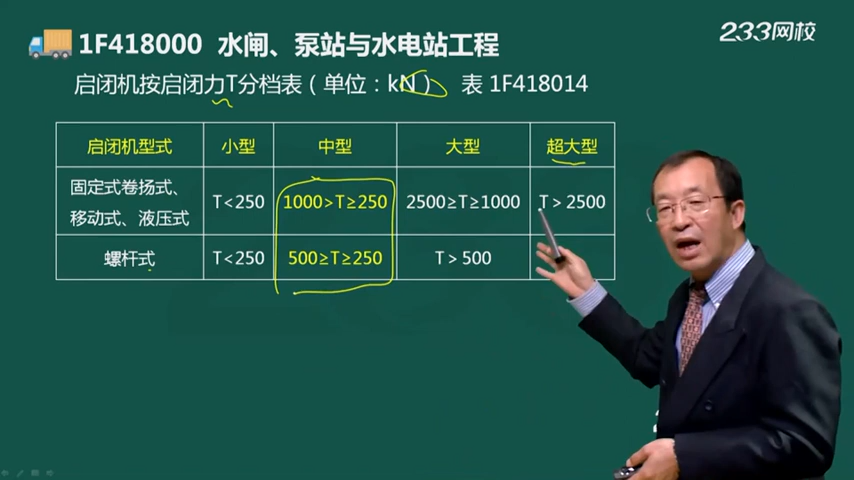 1F418000 水闸、泵站与水电站工程
233网校
启闭机按启闭力T分档表（单位：kN） 表 1F418014
启闭机型式 小型 中型 大型 超大型
固定式卷扬式、
移动式、液压式 T<250 1000>T≥250 2500≥T≥1000 T>2500
螺杆式 T<250 500≥T≥250 T>500